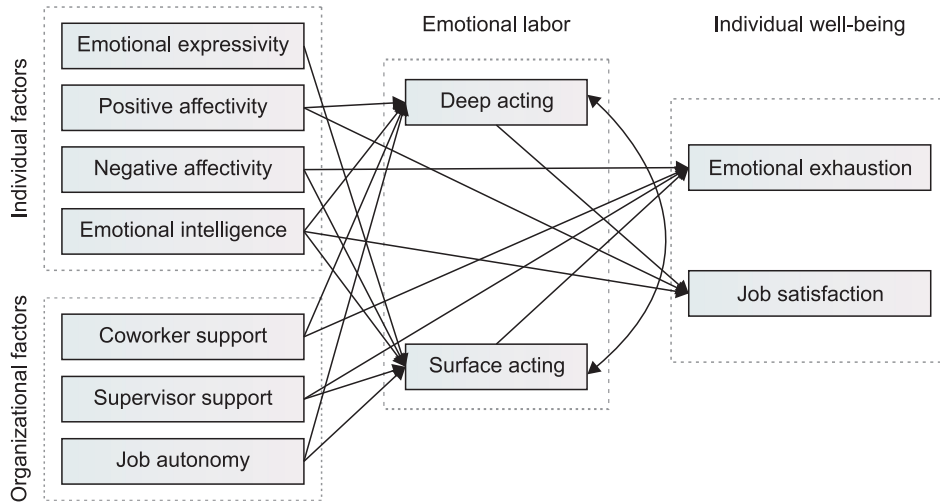 Emotional labor
Individual well-being
Individual factors
Emotional expressivity
Positive affectivity
Negative affectivity
Emotional intelligence
Organizational factors
Coworker support
Supervisor support
Job autonomy
Deep acting
Surface acting
Emotional exhaustion
Job satisfaction